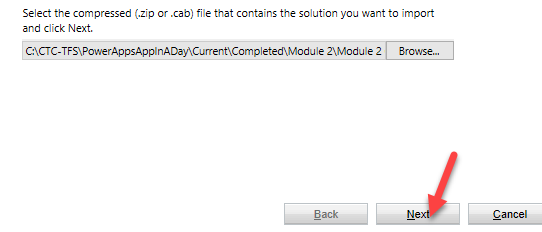 Select the compressed (.zip or .cab) file that contains the solution you want to import
and click Next.
C:\CTC-TFS\PowerAppsAppInADay\Current\Completed\Module 2\Module 2 Browse...
Back Next Cancel